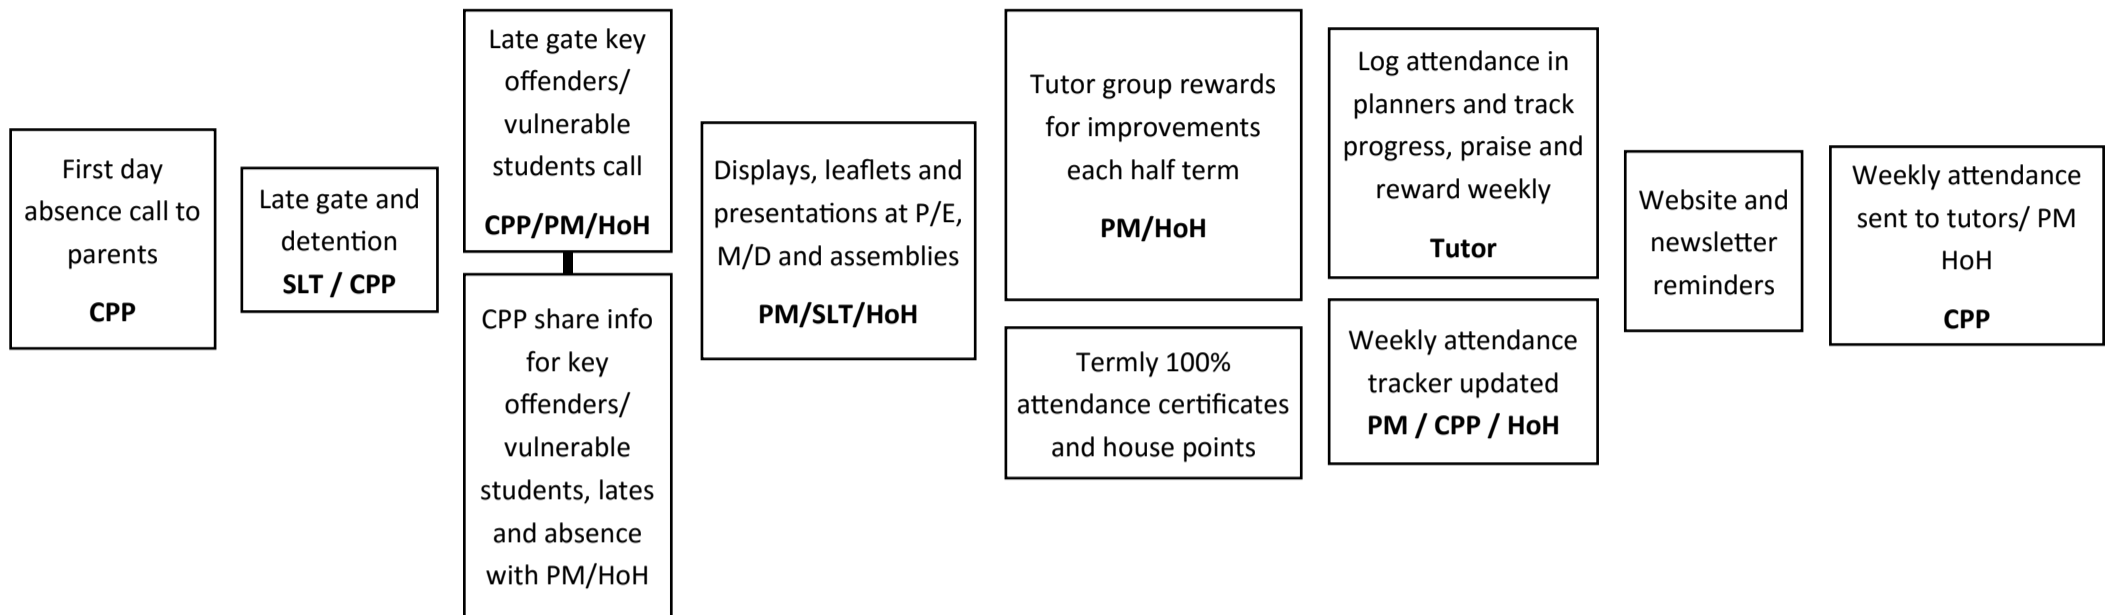 First day
absence call to
parents
CPP
Late gate and
detention
SLT / CPP
Late gate key
offenders/
vulnerable
students call
CPP/PM/HoH
CPP share info
for key
offenders/
vulnerable
students, lates
and absence
with PM/HoH
Displays, leaflets and
presentations at P/E,
M/D and assemblies
PM/SLT/HoH
Tutor group rewards
for improvements
each half term
PM/HoH
Termly 100%
attendance certificates
and house points
Log attendance in
planners and track
progress, praise and
reward weekly
Tutor
Weekly attendance
tracker updated
PM / CPP / HoH
Website and
newsletter
reminders
Weekly attendance
sent to tutors/ PM
HoH
CPP